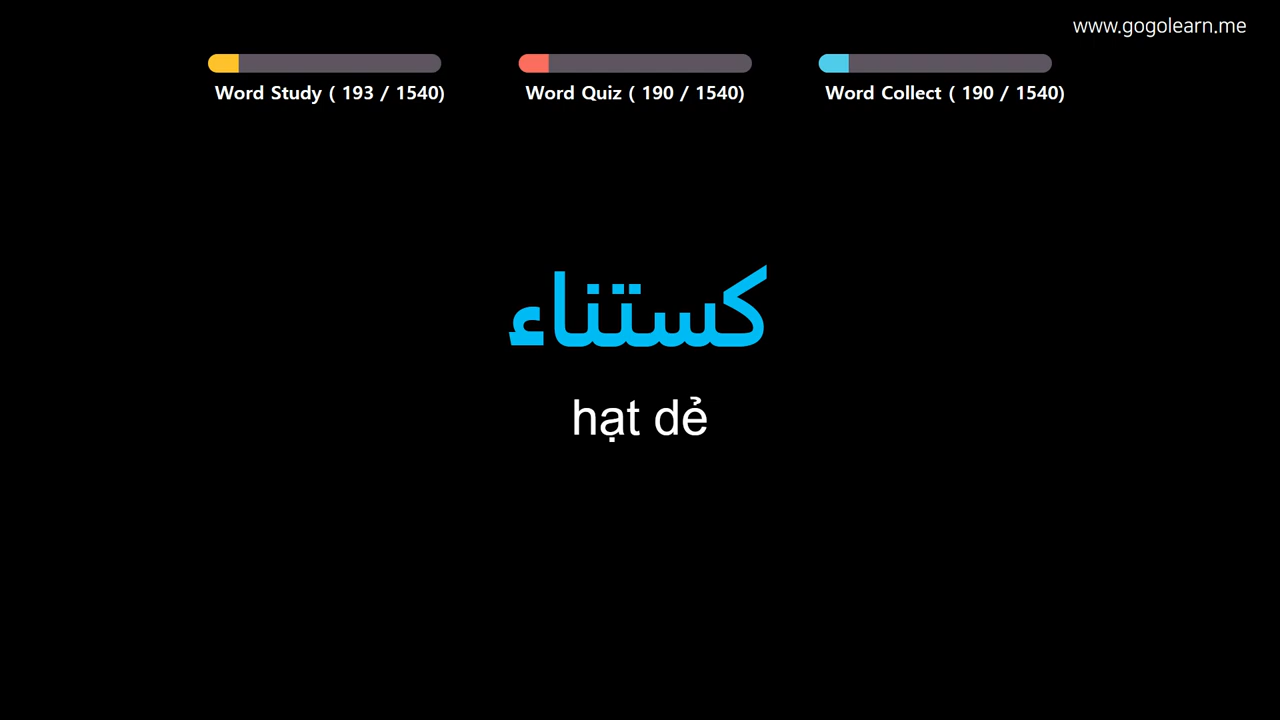 www.gogolearn.me
Word Study ( 193 / 1540)
Word Quiz ( 190 / 1540)
Word Collect ( 190 / 1540)
كستناء
hạt dẻ